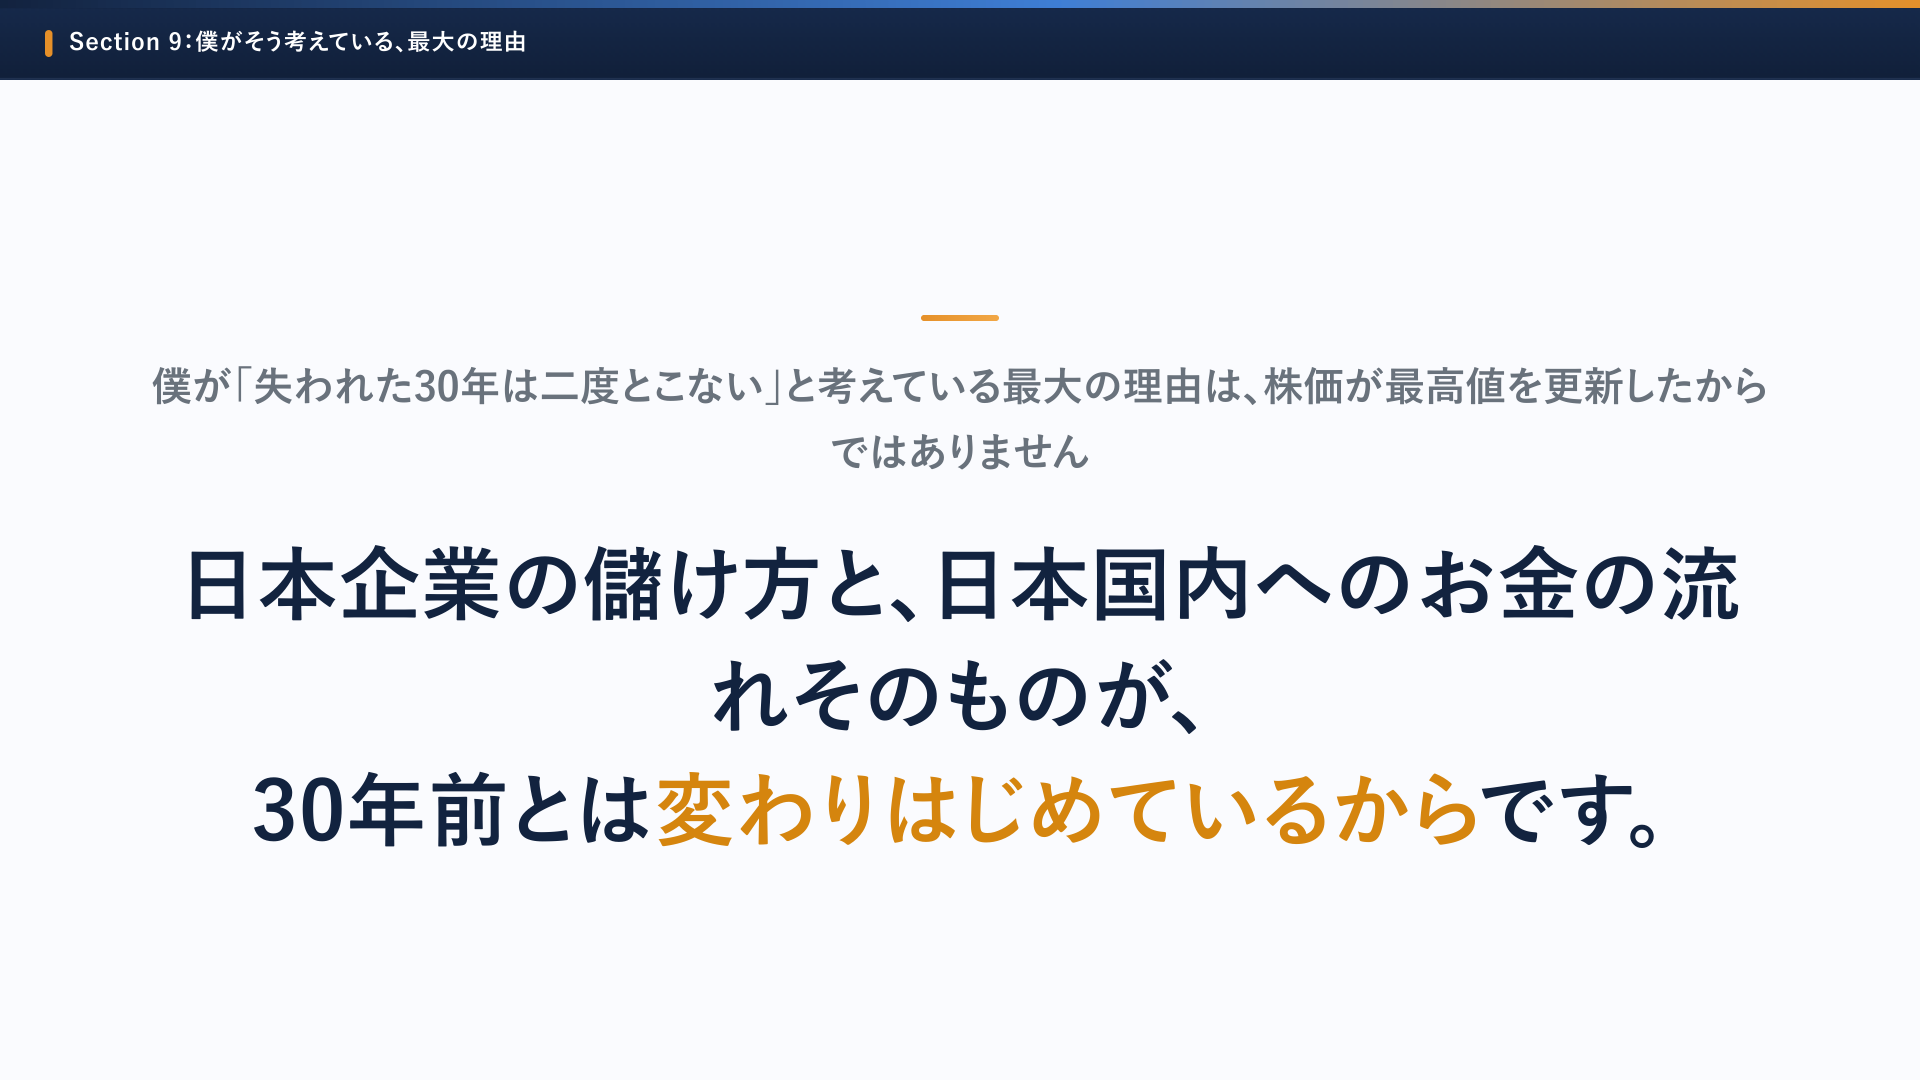 Section 9：僕がそう考えている、最大の理由
僕が「失われた30年は二度とこない」と考えている最大の理由は、株価が最高値を更新したから
ではありません
日本企業の儲け方と、日本国内へのお金の流
れそのものが、
30年前とは変わりはじめているからです。